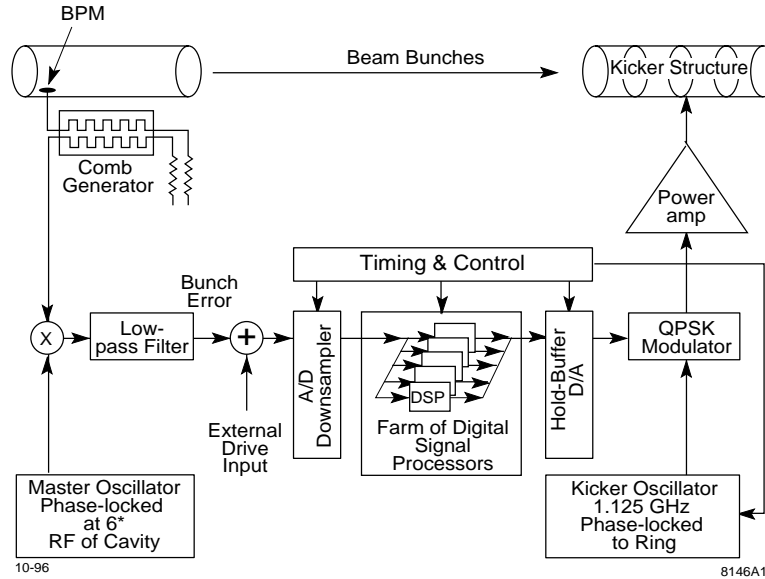 BPM
Beam Bunches
Kicker Structure
Comb
Generator
Power
amp
Timing & Control
Bunch
Error
X
Low-
pass Filter
+
A/D
Downsampler
DSP
Farm of Digital
Signal
Processors
Hold-Buffer
D/A
QPSK
Modulator
External
Drive
Input
Master Oscillator
Phase-locked
at 6*
RF of Cavity
Kicker Oscillator
1.125 GHz
Phase-locked
to Ring
10-96
8146A1